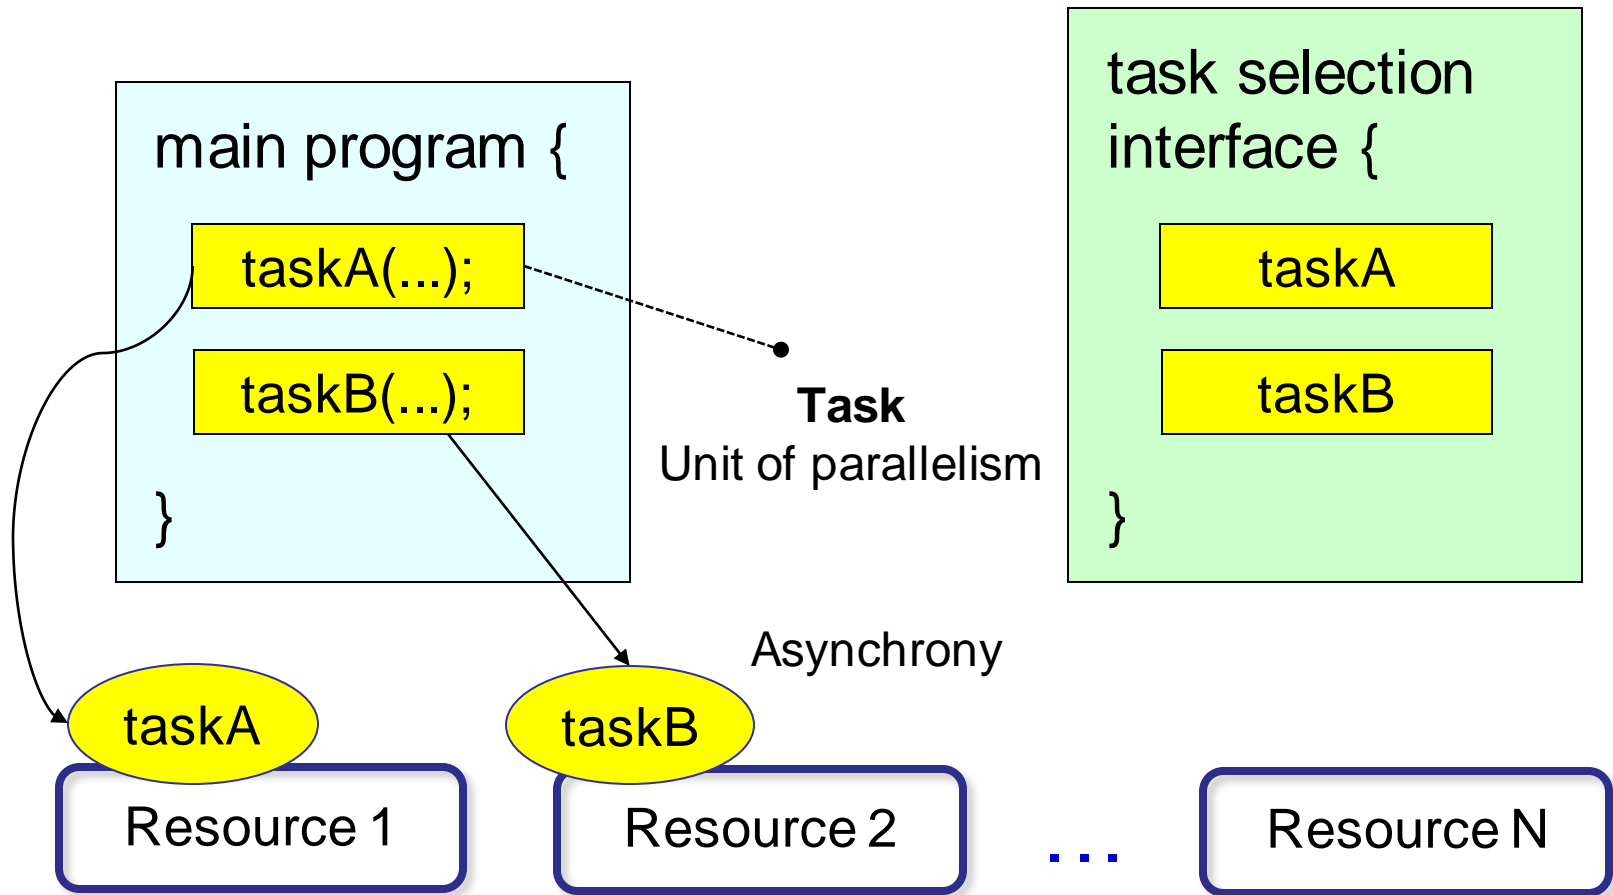 main program {
taskA(...);
taskB(...);
}
Task
Unit of parallelism
task selection
interface {
taskA
taskB
}
Asynchrony
taskA
taskB
Resource 1
Resource 2
...
Resource N